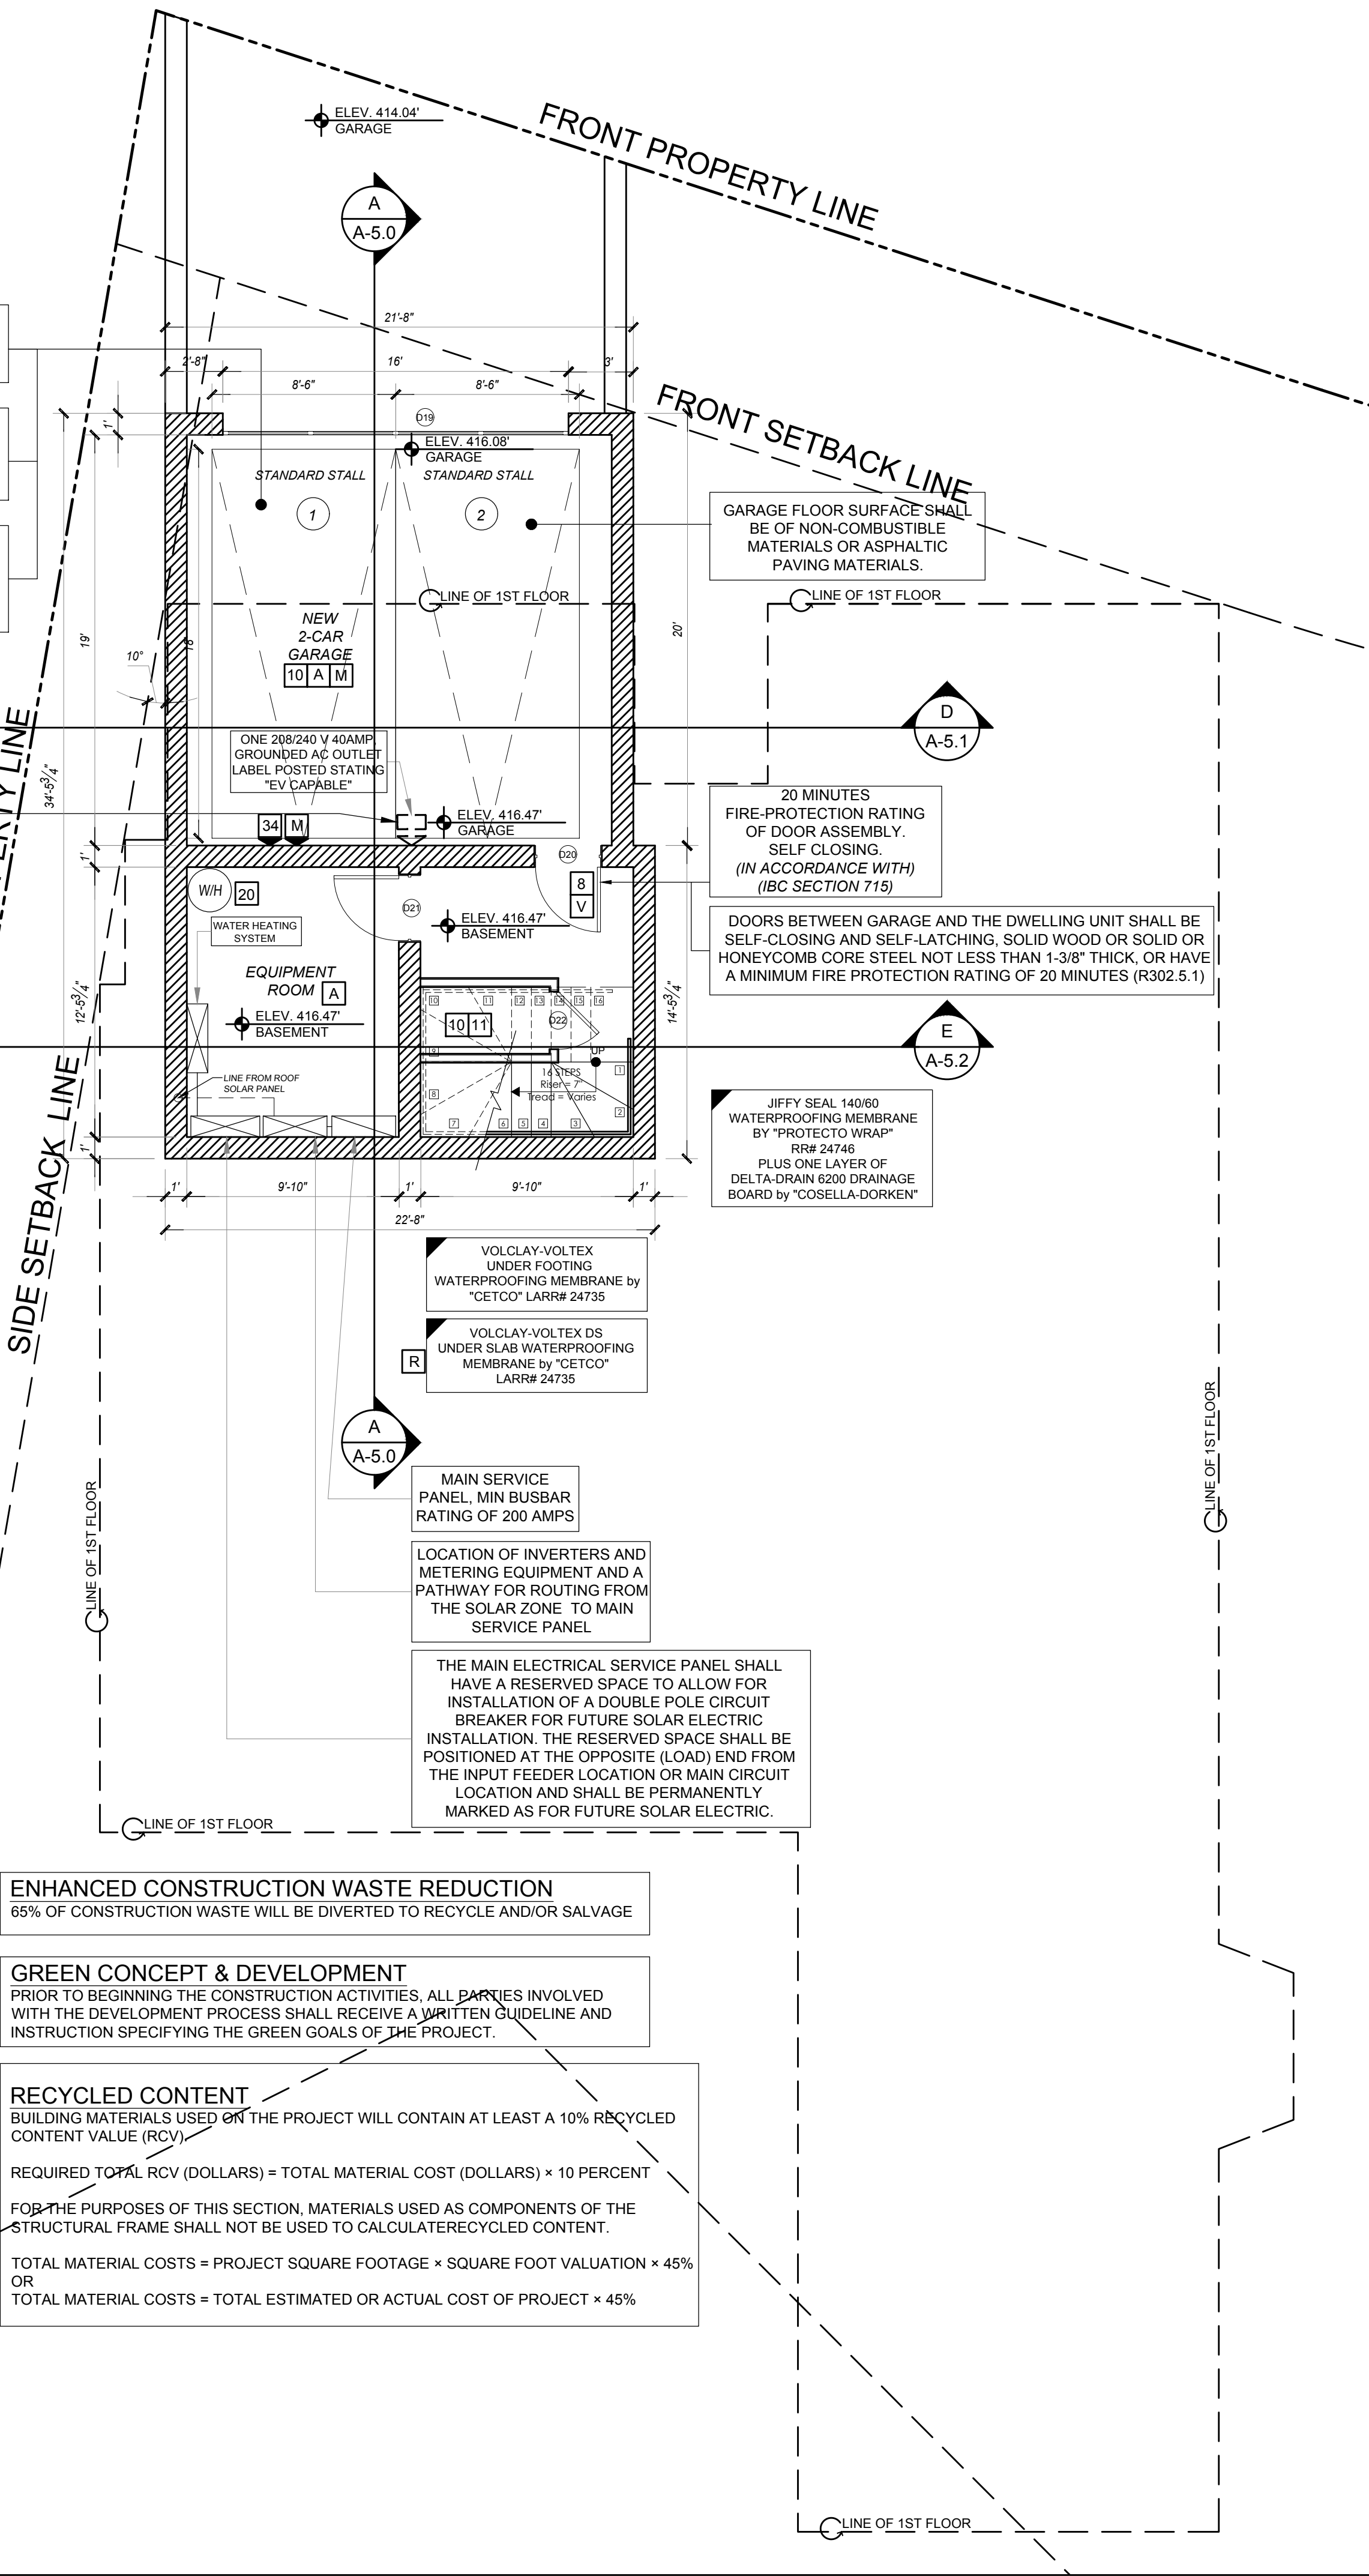 ELEV. 414.04'
GARAGE
FRONT PROPERTY LINE
A
A-5.0
21'-8"
2'-8"
16'
3'
8'-6"
8'-6"
FRONT SETBACK LINE
D19
1'
ELEV. 416.08'
GARAGE
STANDARD STALL
STANDARD STALL
1
2
GARAGE FLOOR SURFACE SHALL
BE OF NON-COMBUSTIBLE
MATERIALS OR ASPHALTIC
PAVING MATERIALS.
LINE OF 1ST FLOOR
LINE OF 1ST FLOOR
NEW
2-CAR
GARAGE
10 A M
19'
18'
20'
10°
34'-5 3/4"
D
A-5.1
ERTY LINE
ONE 208/240 V 40AMP,
GROUNDED AC OUTLET
LABEL POSTED STATING
"EV CAPABLE"
34 M
ELEV. 416.47'
GARAGE
20 MINUTES
FIRE-PROTECTION RATING
OF DOOR ASSEMBLY.
SELF CLOSING.
(IN ACCORDANCE WITH)
(IBC SECTION 715)
1'
D20
W/H
20
8
V
D21
WATER HEATING
SYSTEM
ELEV. 416.47'
BASEMENT
DOORS BETWEEN GARAGE AND THE DWELLING UNIT SHALL BE
SELF-CLOSING AND SELF-LATCHING, SOLID WOOD OR SOLID OR
HONEYCOMB CORE STEEL NOT LESS THAN 1-3/8" THICK, OR HAVE
A MINIMUM FIRE PROTECTION RATING OF 20 MINUTES (R302.5.1)
EQUIPMENT
ROOM A
ELEV. 416.47'
BASEMENT
12'-5 3/4"
14'-5 3/4"
10 11 12 13 14 15 16
10 11
D22
9
UP
E
A-5.2
16 STEPS
Riser = 7"
Tread = Varies
1
2
8
7 6 5 4 3
LINE FROM ROOF
SOLAR PANEL
SIDE SETBACK LINE
1'
JIFFY SEAL 140/60
WATERPROOFING MEMBRANE
BY "PROTECTO WRAP"
RR# 24746
PLUS ONE LAYER OF
DELTA-DRAIN 6200 DRAINAGE
BOARD by "COSELLA-DORKEN"
1'
9'-10"
1'
9'-10"
1'
22'-8"
VOLCLAY-VOLTEX
UNDER FOOTING
WATERPROOFING MEMBRANE by
"CETCO" LARR# 24735
R
VOLCLAY-VOLTEX DS
UNDER SLAB WATERPROOFING
MEMBRANE by "CETCO"
LARR# 24735
A
A-5.0
LINE OF 1ST FLOOR
LINE OF 1ST FLOOR
MAIN SERVICE
PANEL, MIN BUSBAR
RATING OF 200 AMPS
LOCATION OF INVERTERS AND
METERING EQUIPMENT AND A
PATHWAY FOR ROUTING FROM
THE SOLAR ZONE TO MAIN
SERVICE PANEL
THE MAIN ELECTRICAL SERVICE PANEL SHALL
HAVE A RESERVED SPACE TO ALLOW FOR
INSTALLATION OF A DOUBLE POLE CIRCUIT
BREAKER FOR FUTURE SOLAR ELECTRIC
INSTALLATION. THE RESERVED SPACE SHALL BE
POSITIONED AT THE OPPOSITE (LOAD) END FROM
THE INPUT FEEDER LOCATION OR MAIN CIRCUIT
LOCATION AND SHALL BE PERMANENTLY
MARKED AS FOR FUTURE SOLAR ELECTRIC.
LINE OF 1ST FLOOR
ENHANCED CONSTRUCTION WASTE REDUCTION
65% OF CONSTRUCTION WASTE WILL BE DIVERTED TO RECYCLE AND/OR SALVAGE
GREEN CONCEPT & DEVELOPMENT
PRIOR TO BEGINNING THE CONSTRUCTION ACTIVITIES, ALL PARTIES INVOLVED
WITH THE DEVELOPMENT PROCESS SHALL RECEIVE A WRITTEN GUIDELINE AND
INSTRUCTION SPECIFYING THE GREEN GOALS OF THE PROJECT.
RECYCLED CONTENT
BUILDING MATERIALS USED ON THE PROJECT WILL CONTAIN AT LEAST A 10% RECYCLED
CONTENT VALUE (RCV).
REQUIRED TOTAL RCV (DOLLARS) = TOTAL MATERIAL COST (DOLLARS) × 10 PERCENT
FOR THE PURPOSES OF THIS SECTION, MATERIALS USED AS COMPONENTS OF THE
STRUCTURAL FRAME SHALL NOT BE USED TO CALCULATERECYCLED CONTENT.
TOTAL MATERIAL COSTS = PROJECT SQUARE FOOTAGE × SQUARE FOOT VALUATION × 45%
OR
TOTAL MATERIAL COSTS = TOTAL ESTIMATED OR ACTUAL COST OF PROJECT × 45%
LINE OF 1ST FLOOR